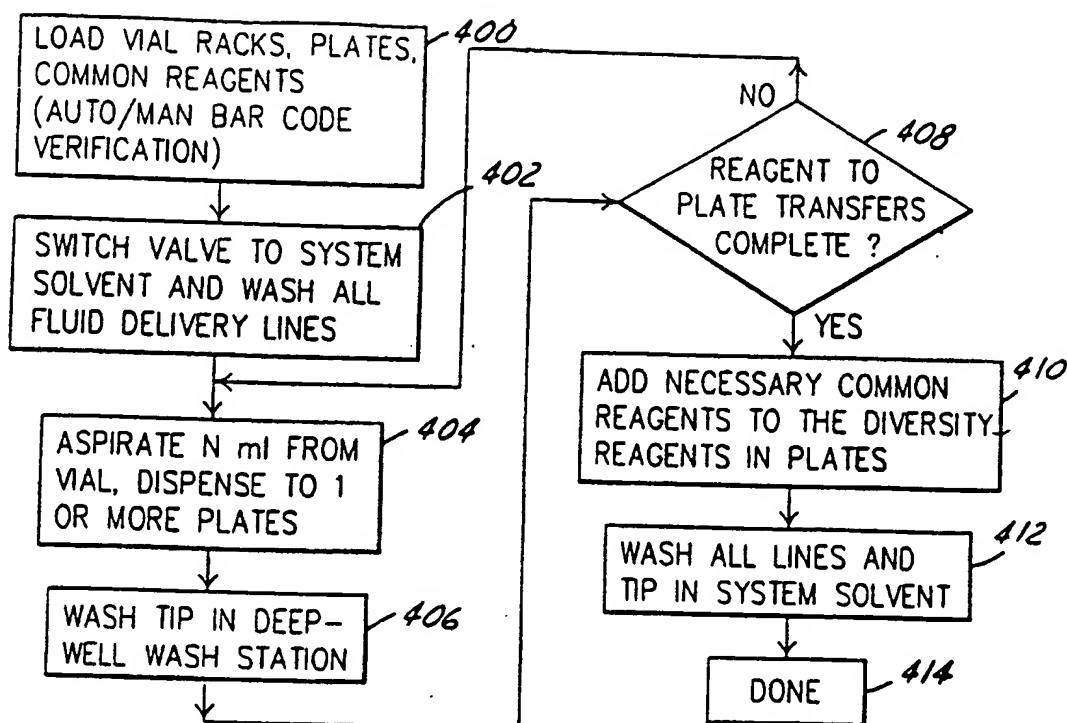 LOAD VIAL RACKS, PLATES,
COMMON REAGENTS
(AUTO/MAN BAR CODE
VERIFICATION)
400
SWITCH VALVE TO SYSTEM
SOLVENT AND WASH ALL
FLUID DELIVERY LINES
402
ASPIRATE N ml FROM
VIAL, DISPENSE TO 1
OR MORE PLATES
404
WASH TIP IN DEEP-
WELL WASH STATION
406
NO
REAGENT TO
PLATE TRANSFERS
COMPLETE ?
408
YES
ADD NECESSARY COMMON
REAGENTS TO THE DIVERSITY
REAGENTS IN PLATES
410
WASH ALL LINES AND
TIP IN SYSTEM SOLVENT
412
DONE
414